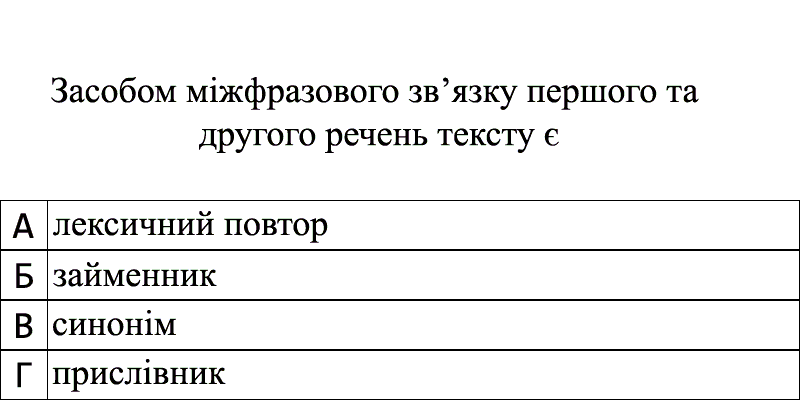 Засобом міжфразового зв’язку першого та
другого речень тексту є
А лексичний повтор
Б займенник
В синонім
Г прислівник